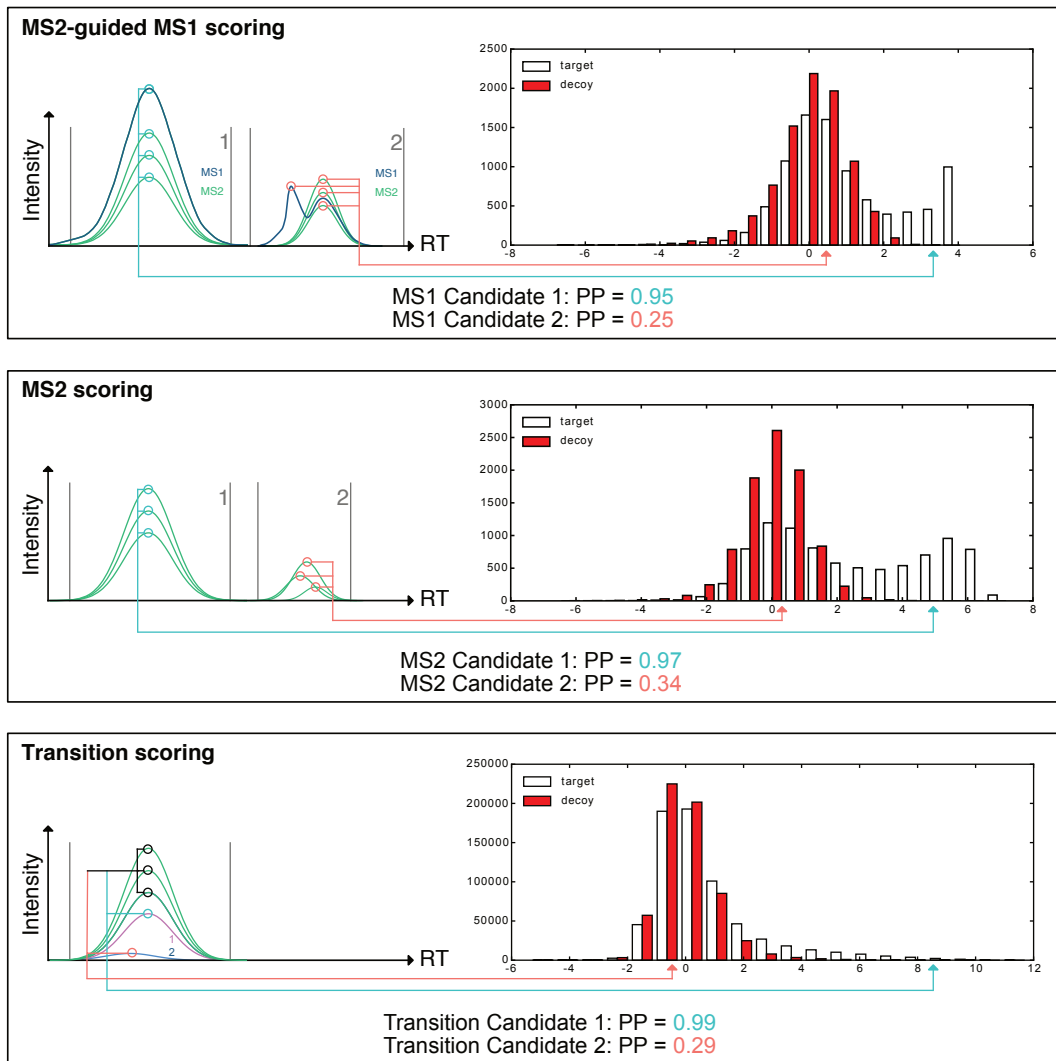 MS2-guided MS1 scoring
Intensity
1
MS1
MS2
2
MS1
MS2
RT
2500
2000
1500
1000
500
0
target
decoy
-8 -6 -4 -2 0 2 4 6
MS1 Candidate 1: PP = 0.95
MS1 Candidate 2: PP = 0.25
MS2 scoring
Intensity
1
2
RT
3000
2500
2000
1500
1000
500
0
target
decoy
-8 -6 -4 -2 0 2 4 6 8
MS2 Candidate 1: PP = 0.97
MS2 Candidate 2: PP = 0.34
Transition scoring
Intensity
1
2
RT
250000
200000
150000
100000
50000
0
target
decoy
-6 -4 -2 0 2 4 6 8 10 12
Transition Candidate 1: PP = 0.99
Transition Candidate 2: PP = 0.29